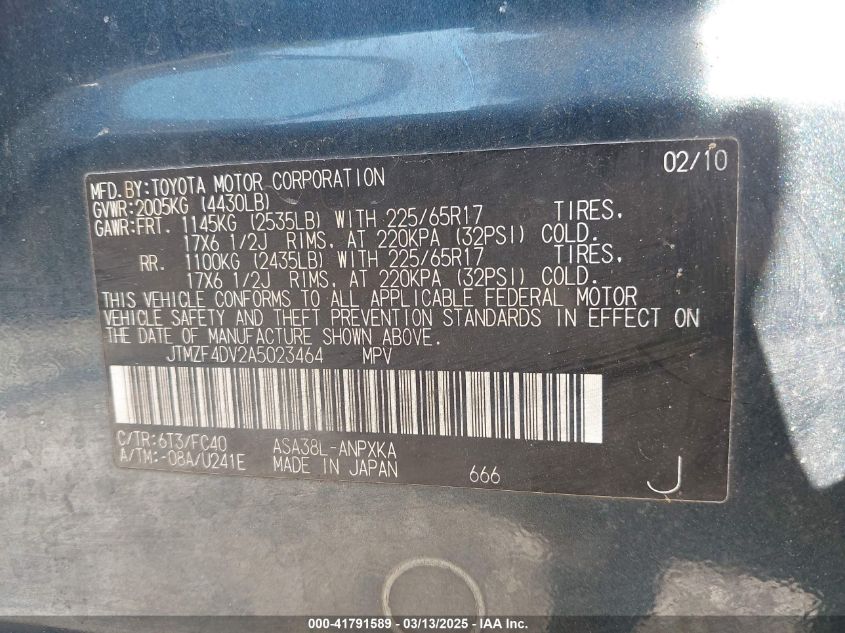 02/10
MFD. BY: TOYOTA MOTOR CORPORATION
GVWR: 2005KG (4430LB)
GAWR: FRT. 1145KG (2535LB) WITH 225/65R17 TIRES,
17X6 1/2J RIMS, AT 220KPA (32PSI) COLD.
RR. 1100KG (2435LB) WITH 225/65R17 TIRES,
17X6 1/2J RIMS, AT 220KPA (32PSI) COLD.
THIS VEHICLE CONFORMS TO ALL APPLICABLE FEDERAL MOTOR
VEHICLE SAFETY AND THEFT PREVENTION STANDARDS IN EFFECT ON
THE DATE OF MANUFACTURE SHOWN ABOVE.
JTMZF4DV2A5023464 MPV
C/TR: 6T3/FC40 ASA38L-ANPXKA
A/TM: -08A/U241E MADE IN JAPAN 666 J
000-41791589 - 03/13/2025 - IAA Inc.